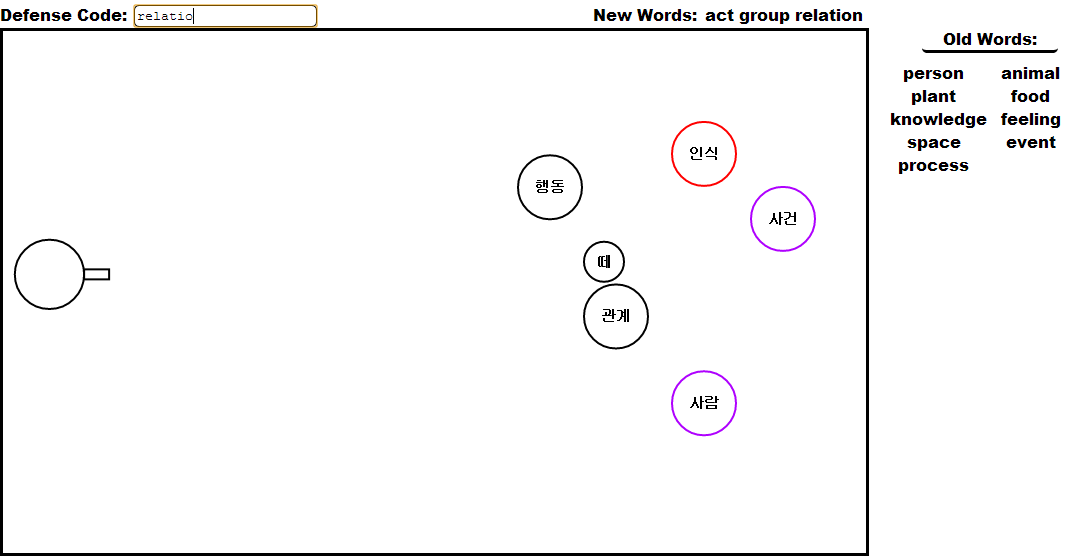 Defense Code: relatio
New Words: act group relation
Old Words:
person animal
plant food
knowledge feeling
space event
process
인식
행동
사건
떼
관계
사람